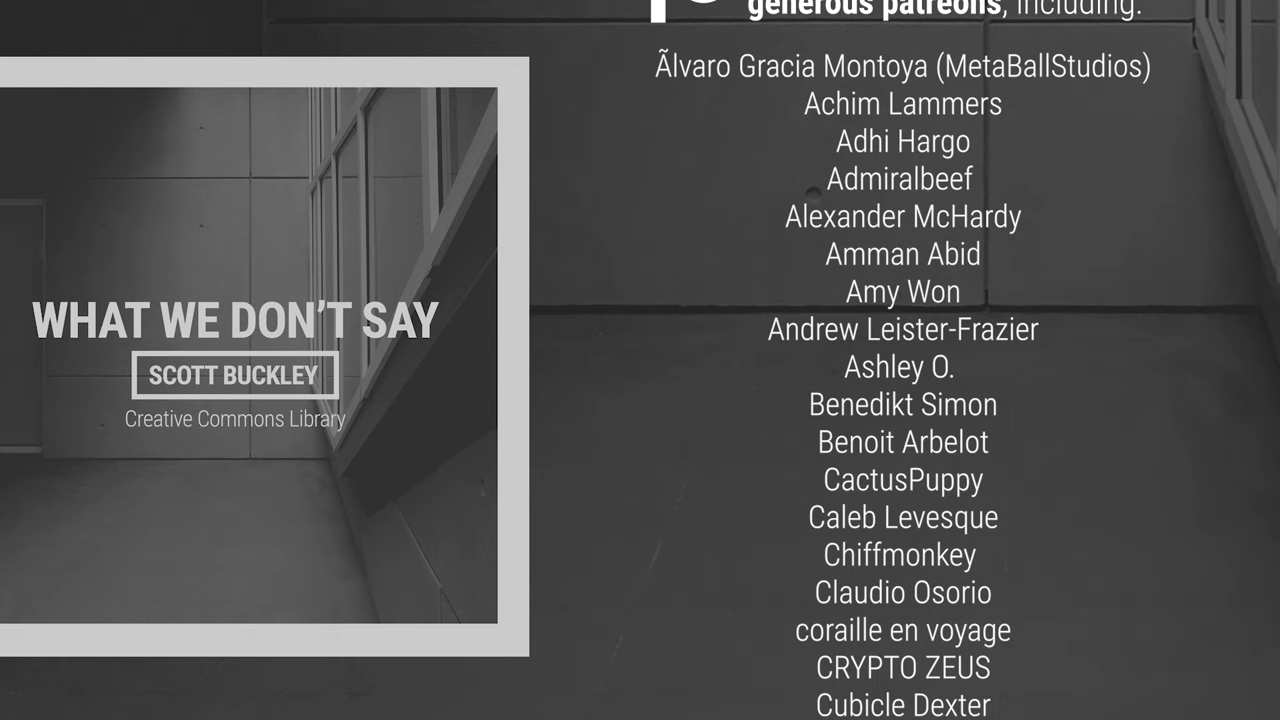 WHAT WE DON'T SAY
SCOTT BUCKLEY
Creative Commons Library
generous patreons, including:
Ãlvaro Gracia Montoya (MetaBallStudios)
Achim Lammers
Adhi Hargo
Admiralbeef
Alexander McHardy
Amman Abid
Amy Won
Andrew Leister-Frazier
Ashley O.
Benedikt Simon
Benoit Arbelot
CactusPuppy
Caleb Levesque
Chiffmonkey
Claudio Osorio
coraille en voyage
CRYPTO ZEUS
Cubicle Dexter